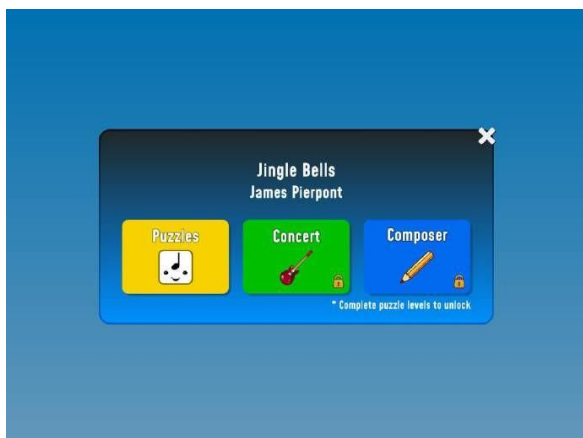 Jingle Bells
James Pierpont
Puzzles
Concert
Composer
* Complete puzzle levels to unlock